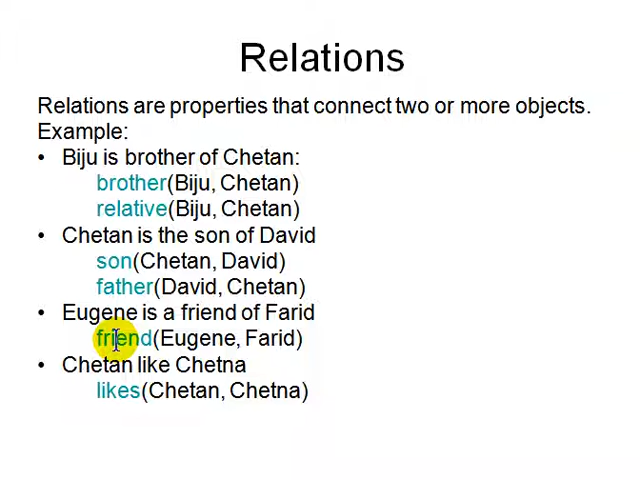 Relations
Relations are properties that connect two or more objects.
Example:
• Biju is brother of Chetan:
brother(Biju, Chetan)
relative(Biju, Chetan)
• Chetan is the son of David
son(Chetan, David)
father(David, Chetan)
• Eugene is a friend of Farid
friend(Eugene, Farid)
• Chetan like Chetna
likes(Chetan, Chetna)